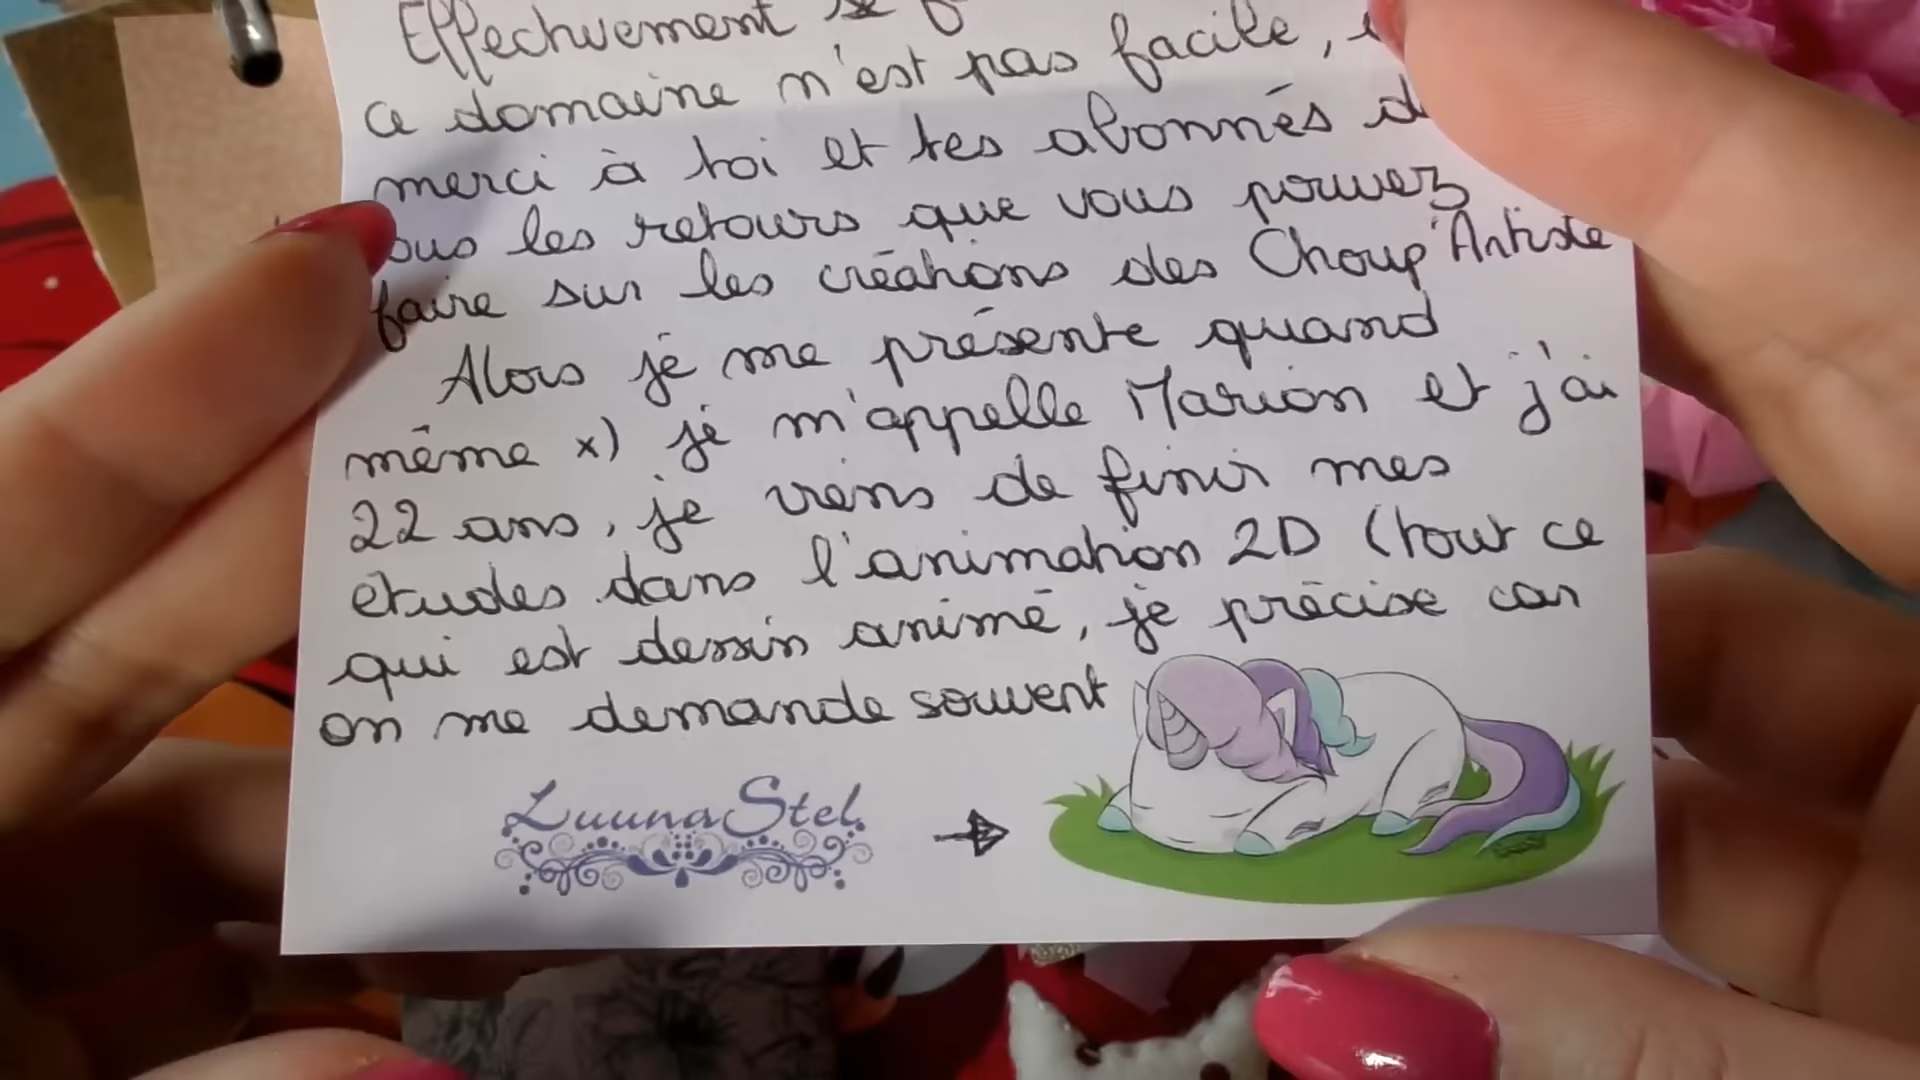 Effectivement
ce domaine n'est pas facile,
merci à toi et tes abonnés
les retours que vous pouvez
faire sur les créations des Choup'Artiste
Alors je me présente quand
même x) je m'appelle Marion et j'ai
22 ans, je viens de finir mes
études dans l'animation 2D (tout ce
qui est dessin animé, je précise car
on me demande souvent
LuunaStel